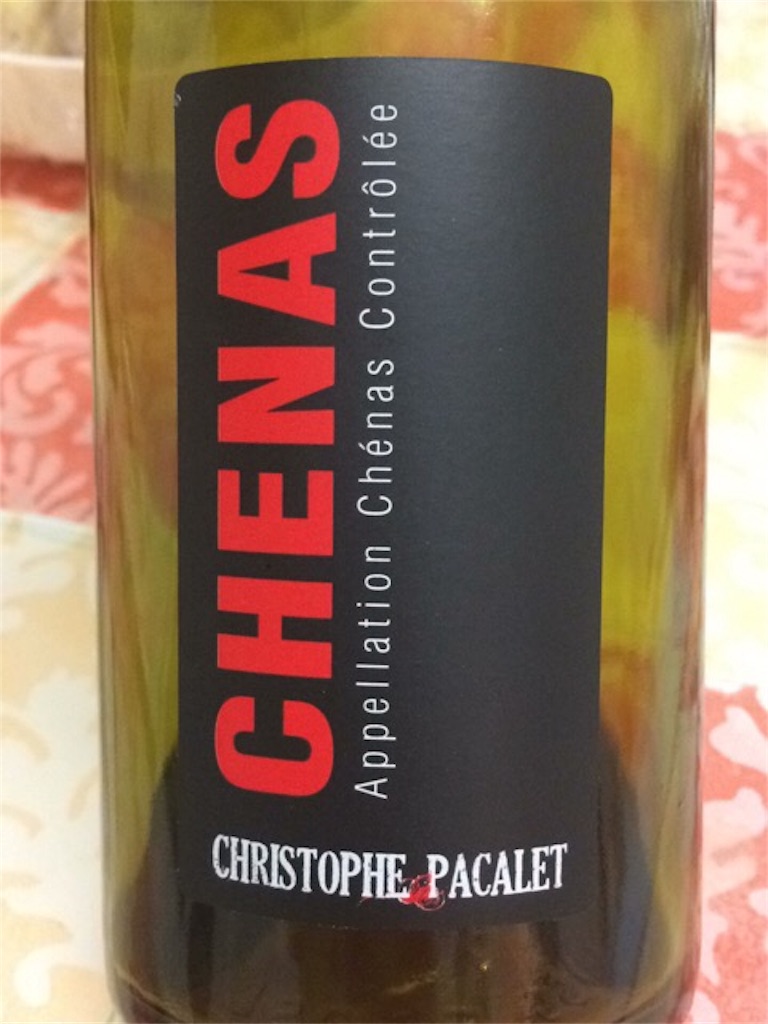 CHENAS
Appellation Chénas Contrôlée
CHRISTOPHE PACALET